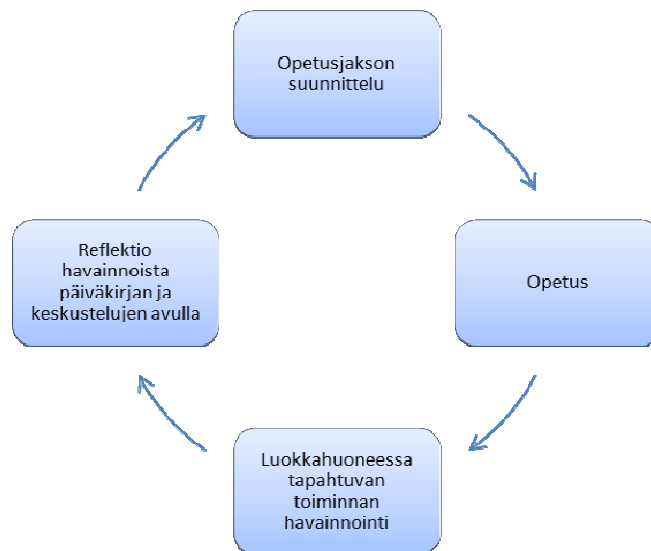 Opetusjakson
suunnittelu
Opetus
Luokkahuoneessa
tapahtuvan
toiminnan
havainnointi
Reflektio
havainnoista
päiväkirjan ja
keskustelujen avulla